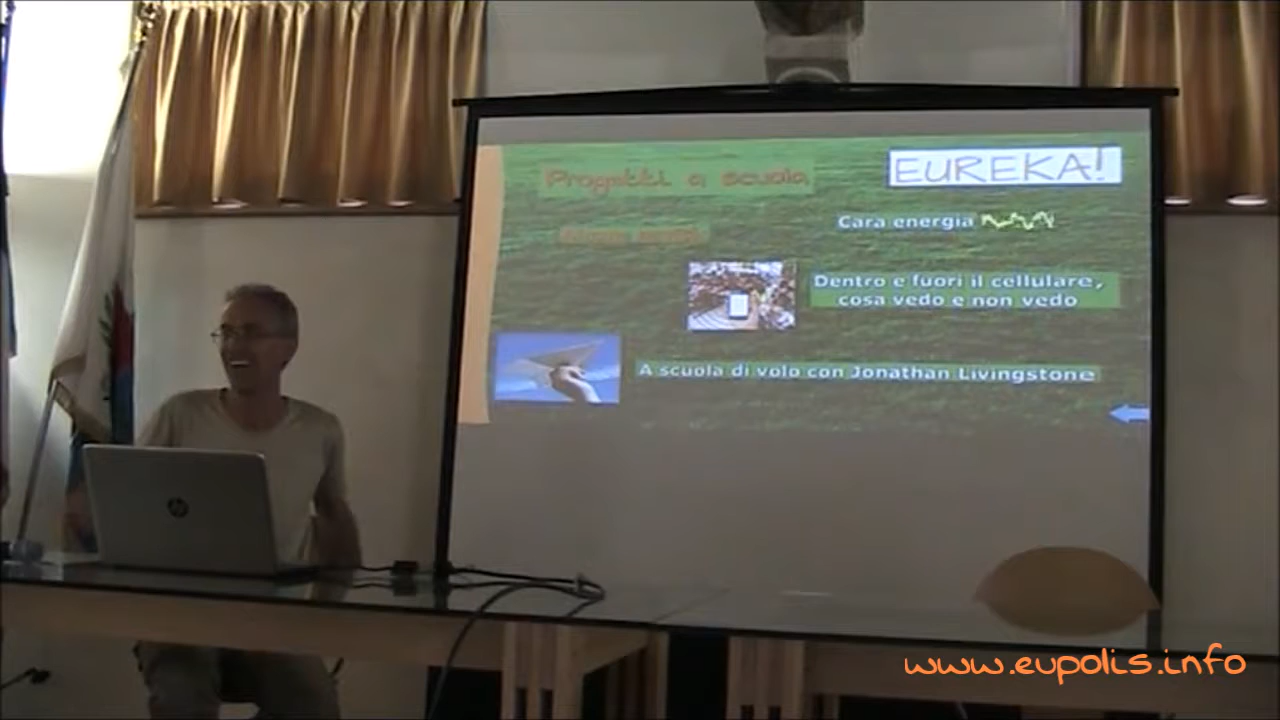 Progetti a scuola
EUREKA!
Cara energia
Dentro e fuori il cellulare,
cosa vedo e non vedo
A scuola di volo con Jonathan Livingstone
hp
www.eupolis.info